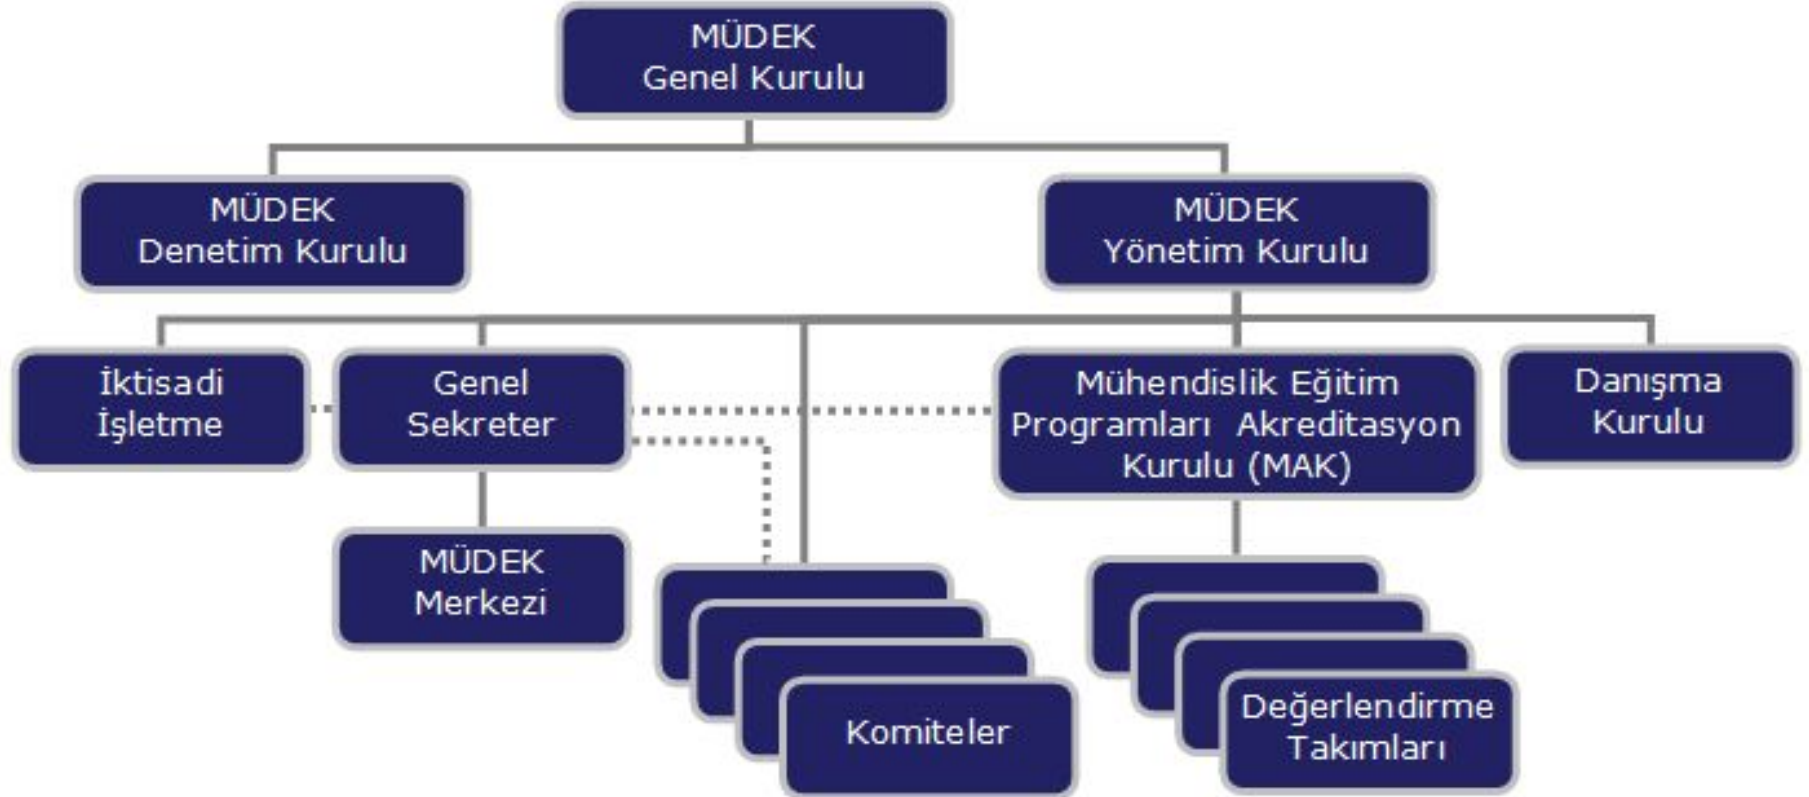 MÜDEK
Genel Kurulu
MÜDEK
Denetim Kurulu
MÜDEK
Yönetim Kurulu
İktisadi
İşletme
Genel
Sekreter
Mühendislik Eğitim
Programları Akreditasyon
Kurulu (MAK)
Danışma
Kurulu
MÜDEK
Merkezi
Komiteler
Değerlendirme
Takımları